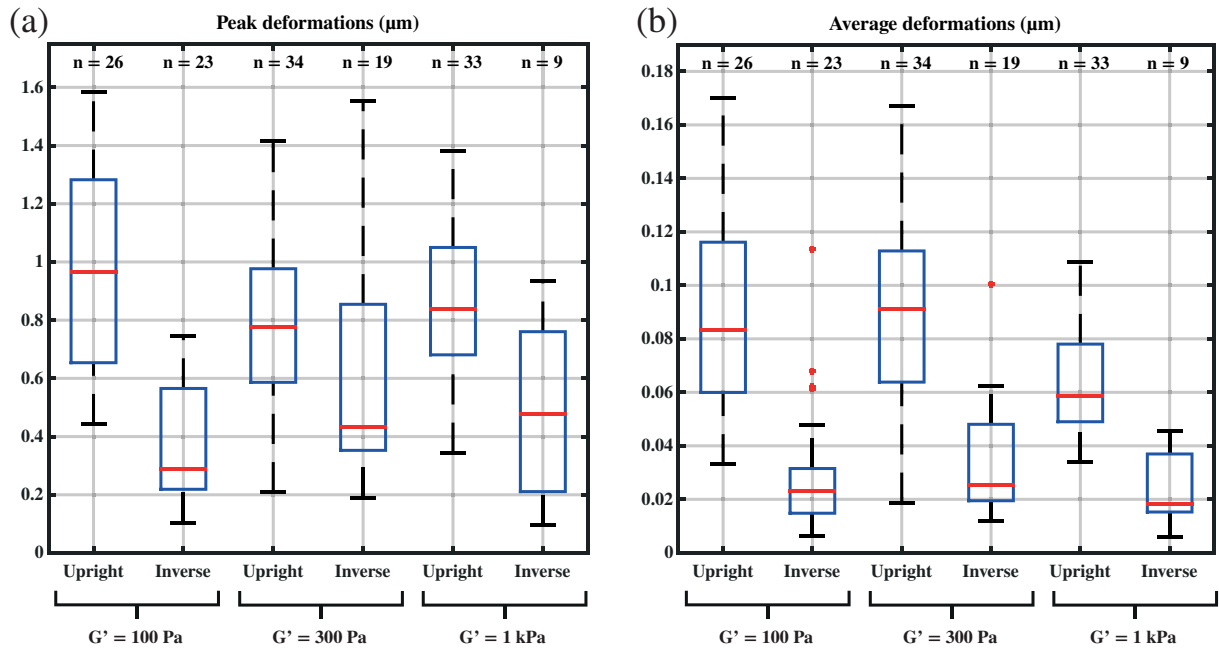 (a)
Peak deformations (μm)
n = 26 n = 23 n = 34 n = 19 n = 33 n = 9
1.6
1.4
1.2
1
0.8
0.6
0.4
0.2
0
Upright Inverse Upright Inverse Upright Inverse
G' = 100 Pa G' = 300 Pa G' = 1 kPa
(b)
Average deformations (μm)
n = 26 n = 23 n = 34 n = 19 n = 33 n = 9
0.18
0.16
0.14
0.12
0.1
0.08
0.06
0.04
0.02
0
Upright Inverse Upright Inverse Upright Inverse
G' = 100 Pa G' = 300 Pa G' = 1 kPa